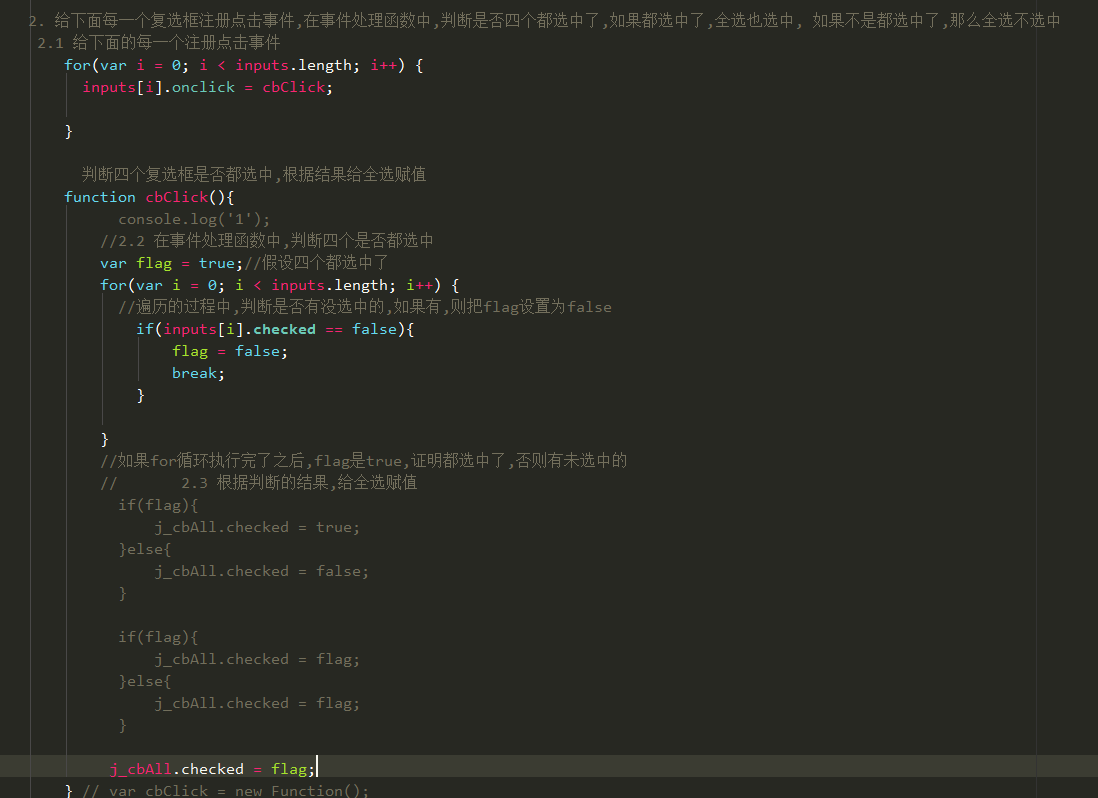 2. 给下面每一个复选框注册点击事件,在事件处理函数中,判断是否四个都选中了,如果都选中了,全选也选中, 如果不是都选中了,那么全选不选中
2.1 给下面的每一个注册点击事件
for(var i = 0; i < inputs.length; i++) {
inputs[i].onclick = cbClick;
}
判断四个复选框是否都选中,根据结果给全选赋值
function cbClick(){
console.log('1');
//2.2 在事件处理函数中,判断四个是否都选中
var flag = true;//假设四个都选中了
for(var i = 0; i < inputs.length; i++) {
//遍历的过程中,判断是否有没选中的,如果有,则把flag设置为false
if(inputs[i].checked == false){
flag = false;
break;
}
}
//如果for循环执行完了之后,flag是true,证明都选中了,否则有未选中的
// 2.3 根据判断的结果,给全选赋值
if(flag){
j_cbAll.checked = true;
}else{
j_cbAll.checked = false;
}
if(flag){
j_cbAll.checked = flag;
}else{
j_cbAll.checked = flag;
}
j_cbAll.checked = flag;
} // var cbClick = new Function();